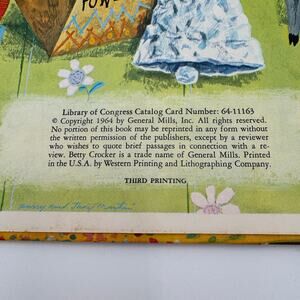 POW
Library of Congress Catalog Card Number: 64-11163
© Copyright 1964 by General Mills, Inc. All rights reserved.
No portion of this book may be reprinted in any form without
the written permission of the publishers, except by a reviewer
who wishes to quote brief passages in connection with a re-
view. Betty Crocker is a trade name of General Mills. Printed
in the U.S.A. by Western Printing and Lithographing Company.
THIRD PRINTING